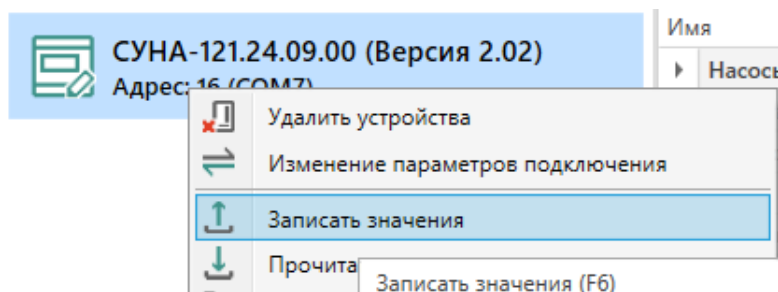 СУНА-121.24.09.00 (Версия 2.02)
Имя
Адрес: 16 (COM7)
Насосы
Удалить устройства
Изменение параметров подключения
Записать значения
Прочита
Записать значения (F6)